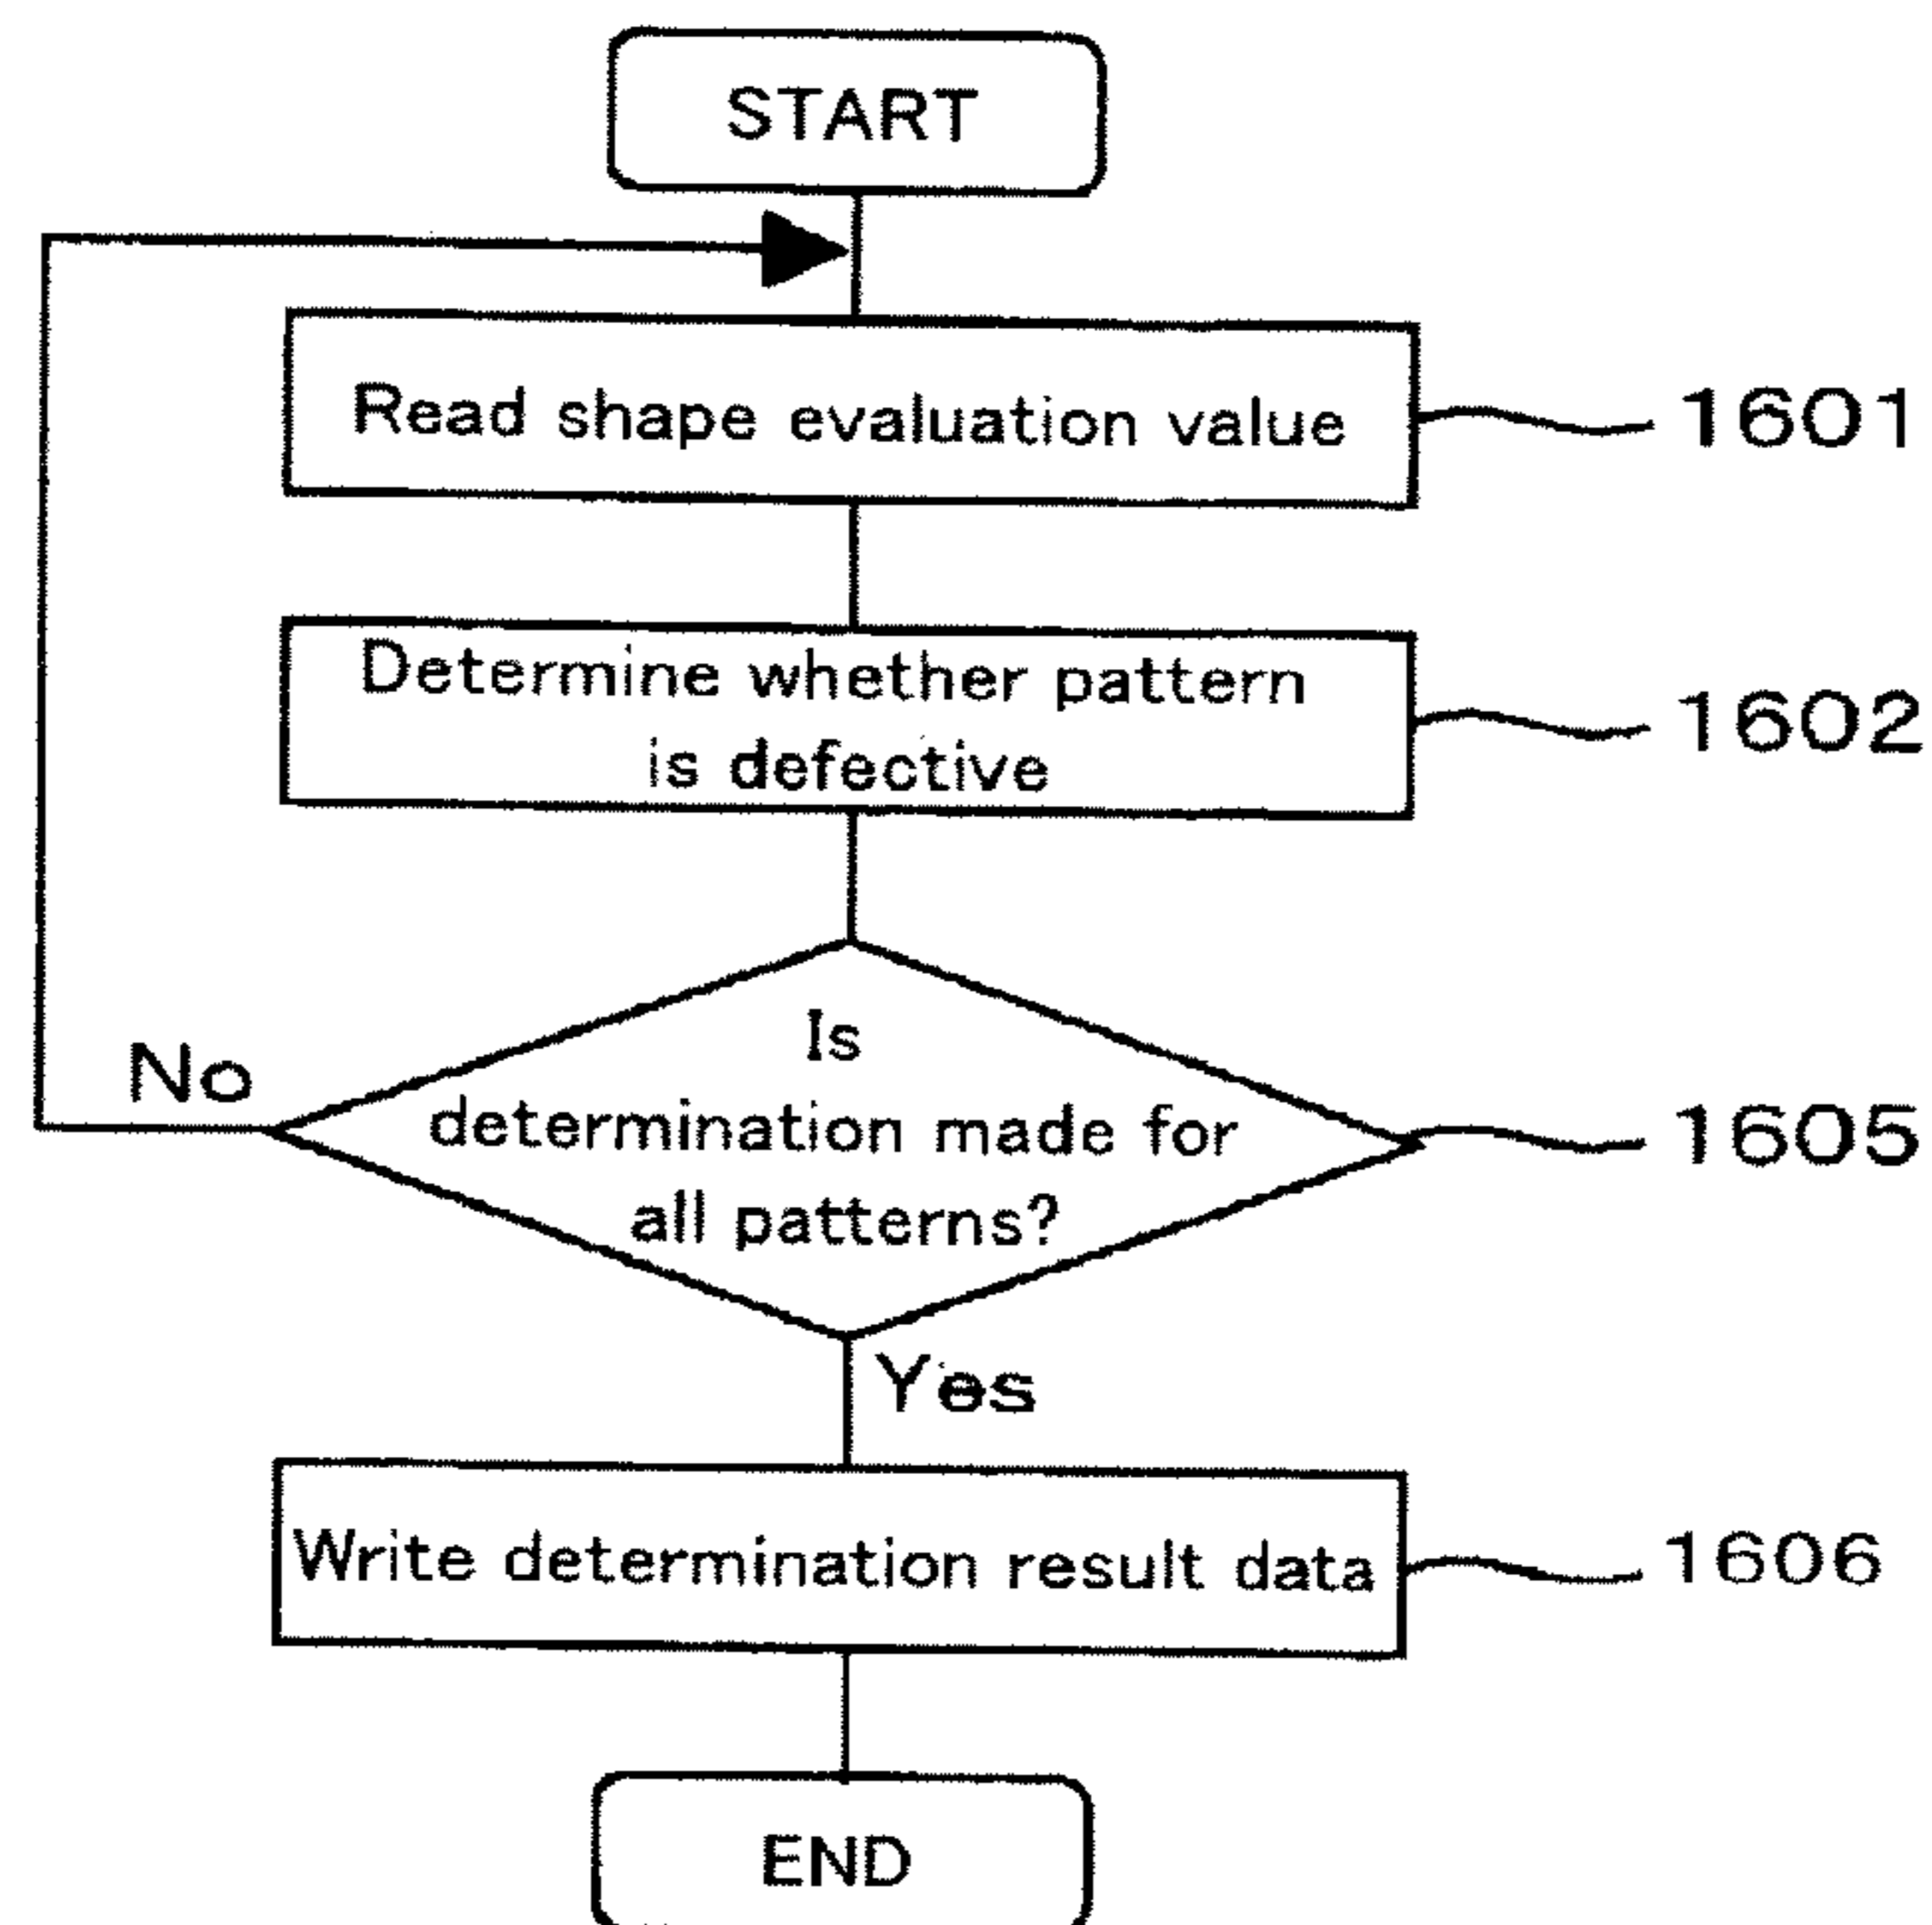 START
Read shape evaluation value
1601
Determine whether pattern
is defective
1602
Is
determination made for
all patterns?
No
1605
Yes
Write determination result data
1606
END